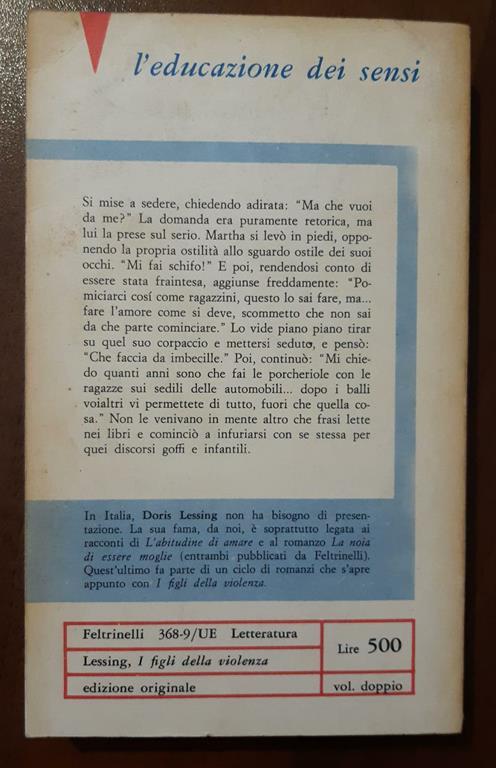 l'educazione dei sensi
Si mise a sedere, chiedendo adirata: “Ma che vuoi
da me?” La domanda era puramente retorica, ma
lui la prese sul serio. Martha si levò in piedi, oppo-
nendo la propria ostilità allo sguardo ostile dei suoi
occhi. “Mi fai schifo!” E poi, rendendosi conto di
essere stata fraintesa, aggiunse freddamente: “Po-
miciarci cosí come ragazzini, questo lo sai fare, ma...
fare l'amore come si deve, scommetto che non sai
da che parte cominciare.” Lo vide piano piano tirar
su quel suo corpaccio e mettersi seduto, e pensò:
“Che faccia da imbecille.” Poi, continuò: “Mi chie-
do quanti anni sono che fai le porcheriole con le
ragazze sui sedili delle automobili... dopo i balli
voialtri vi permettete di tutto, fuori che quella co-
sa.” Non le venivano in mente altro che frasi lette
nei libri e cominciò a infuriarsi con se stessa per
quei discorsi goffi e infantili.
In Italia, Doris Lessing non ha bisogno di presen-
tazione. La sua fama, da noi, è soprattutto legata ai
racconti di L'abitudine di amare e al romanzo La noia
di essere moglie (entrambi pubblicati da Feltrinelli).
Quest'ultimo fa parte di un ciclo di romanzi che s'apre
appunto con I figli della violenza.
Feltrinelli 368-9/UE Letteratura
Lessing, I figli della violenza
edizione originale
Lire 500
vol. doppio